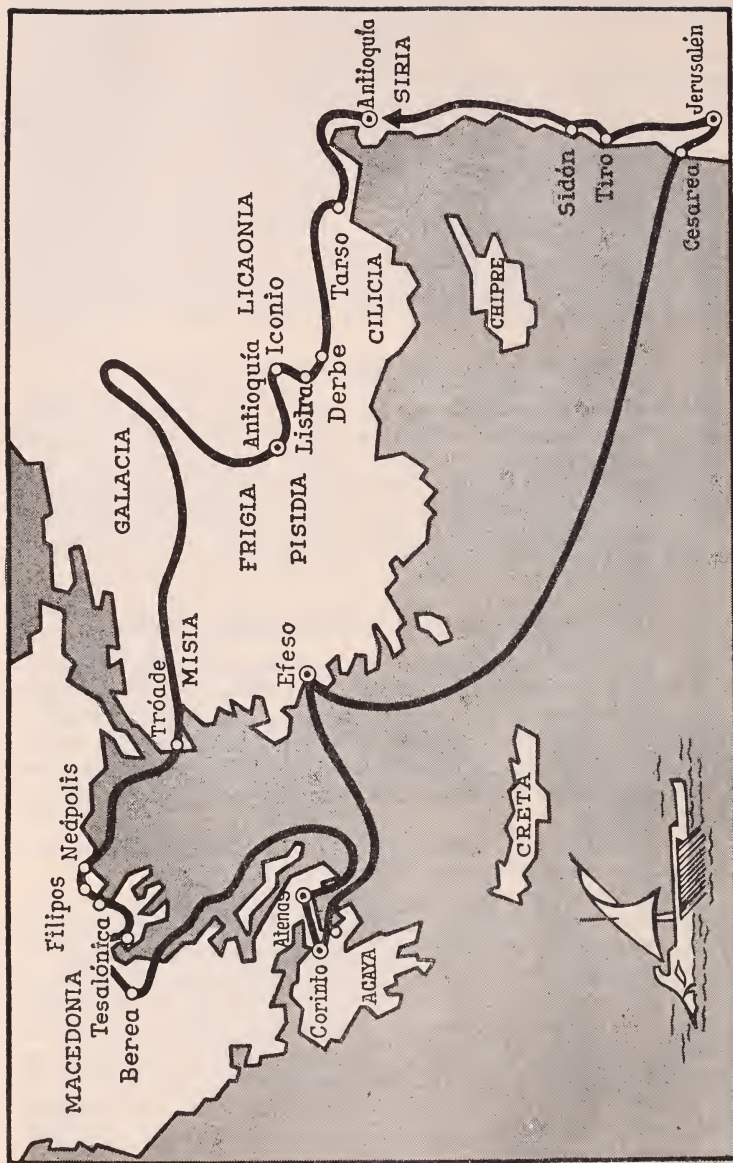 MACEDONIA
Filipos
Neápolis
Tesalónica
Berea
Tróade
MISIA
GALACIA
FRIGIA
PISIDIA
Antioquía
LICAONIA
Iconio
Listra
Derbe
Tarso
CILICIA
Antioquía
SIRIA
Efeso
Atenas
Corinto
ACAYA
CRETA
CHIPRE
Sidón
Tiro
Cesarea
Jerusalén